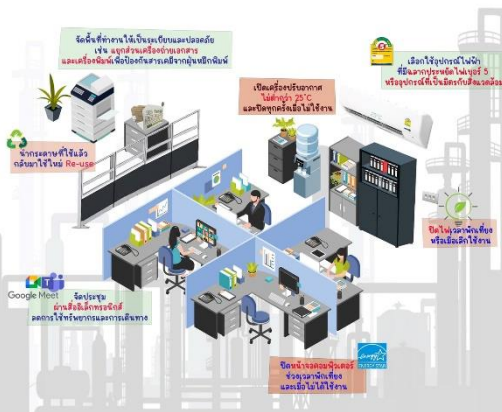 จัดพื้นที่ทำงานให้เป็นระเบียบและปลอดภัย
เช่น แยกส่วนเครื่องถ่ายเอกสาร
และเครื่องพิมพ์เพื่อป้องกันสารเคมีจากฝุ่นหมึกพิมพ์
เลือกใช้อุปกรณ์ไฟฟ้า
ที่มีฉลากประหยัดไฟเบอร์ 5
หรืออุปกรณ์ที่เป็นมิตรกับสิ่งแวดล้อม
เปิดเครื่องปรับอากาศ
ไม่ต่ำกว่า 25°C
และปิดทุกครั้งเมื่อไม่ใช้งาน
นำกระดาษที่ใช้แล้ว
กลับมาใช้ใหม่ Re-use
ปิดไฟเวลาพักเที่ยง
หรือเมื่อเลิกใช้งาน
Google Meet
จัดประชุม
ผ่านสื่ออิเล็กทรอนิกส์
ลดการใช้ทรัพยากรและการเดินทาง
ปิดหน้าจอคอมพิวเตอร์
ช่วงเวลาพักเที่ยง
และเมื่อไม่ได้ใช้งาน
ENERGY STAR